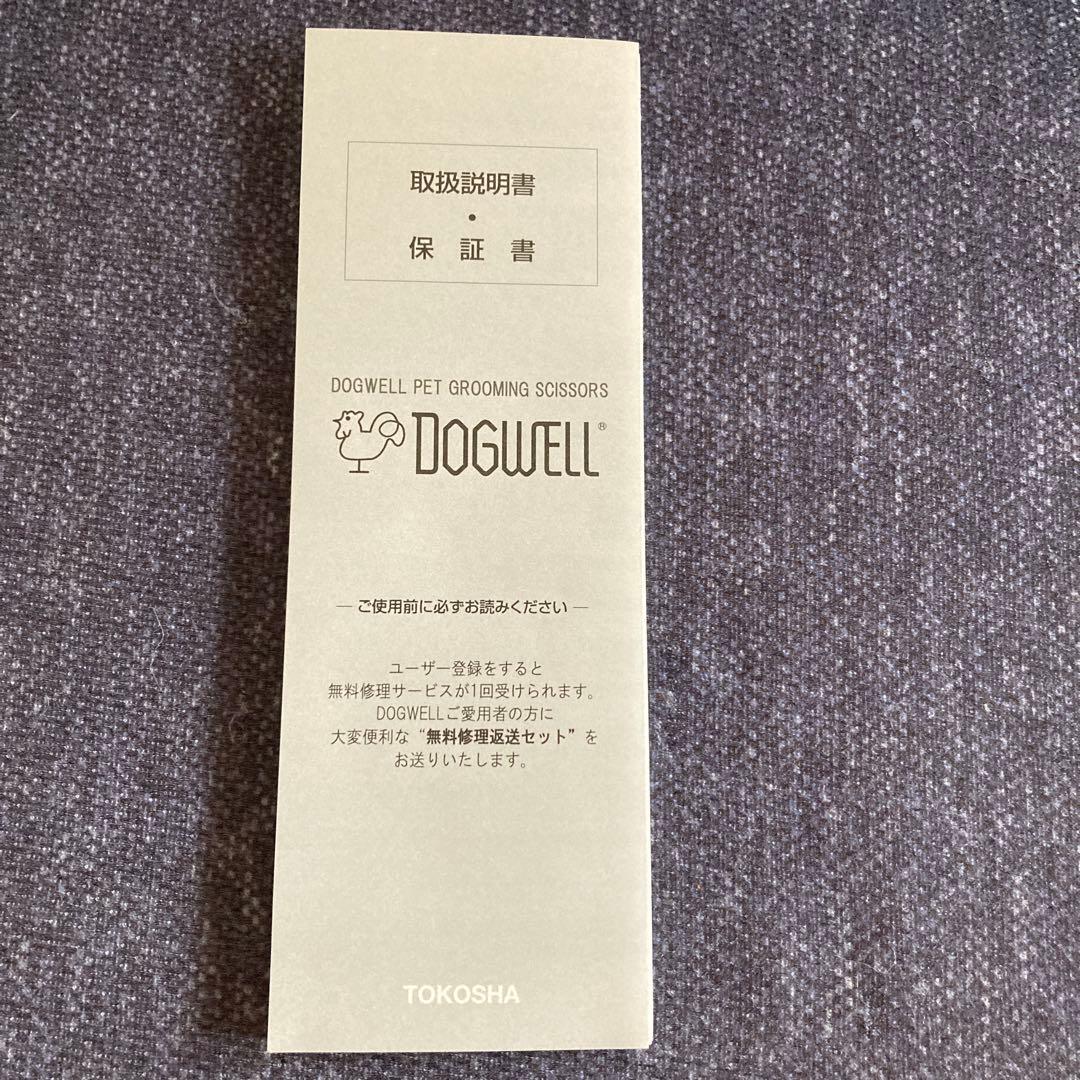 取扱説明書
・
保証書
DOGWELL PET GROOMING SCISSORS
DOGWELL®
― ご使用前に必ずお読みください ―
ユーザー登録をすると
無料修理サービスが1回受けられます。
DOGWELLご愛用者の方に
大変便利な“無料修理返送セット”を
お送りいたします。
TOKOSHA